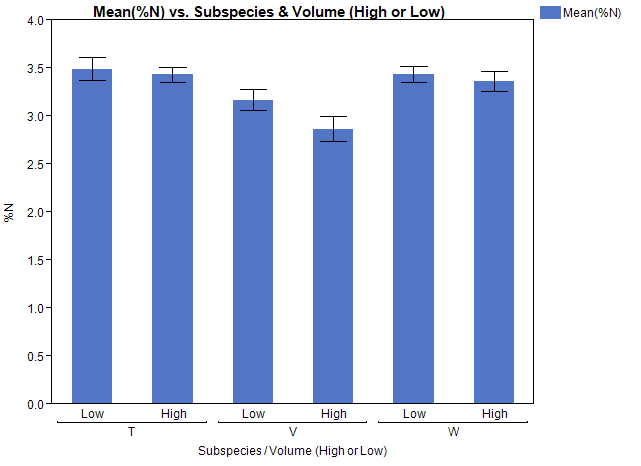 Mean(%N) vs. Subspecies & Volume (High or Low)
Mean(%N)
4.0
3.5
3.0
2.5
2.0
1.5
1.0
0.5
0.0
%N
Low High Low High Low High
T V W
Subspecies / Volume (High or Low)